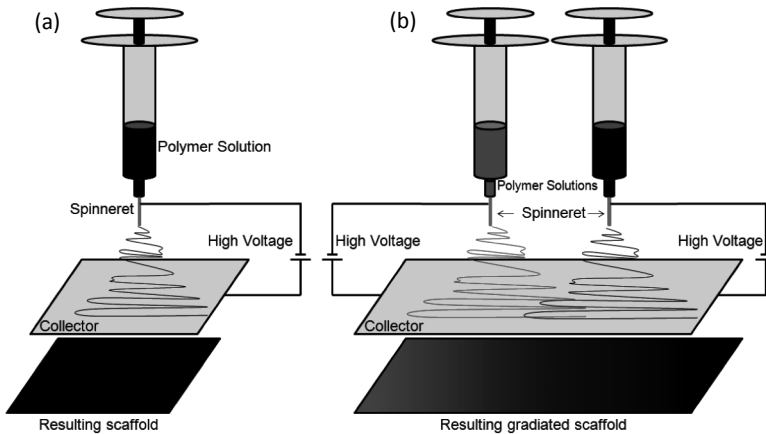 (a)
Polymer Solution
Spinneret
High Voltage
Collector
Resulting scaffold
(b)
Polymer Solutions
Spinneret
High Voltage
High Voltage
Collector
Resulting gradiated scaffold